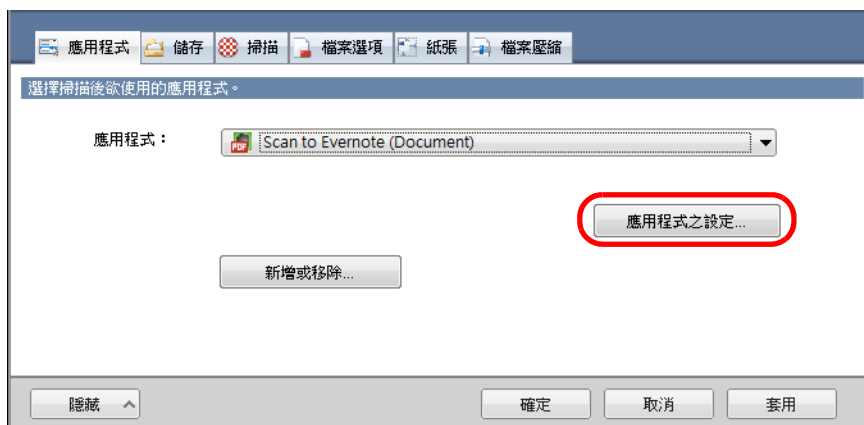 應用程式 儲存 掃描 檔案選項 紙張 檔案壓縮
選擇掃描後欲使用的應用程式。
應用程式： PDF Scan to Evernote (Document)
應用程式之設定...
新增或移除...
隱藏 確定 取消 套用